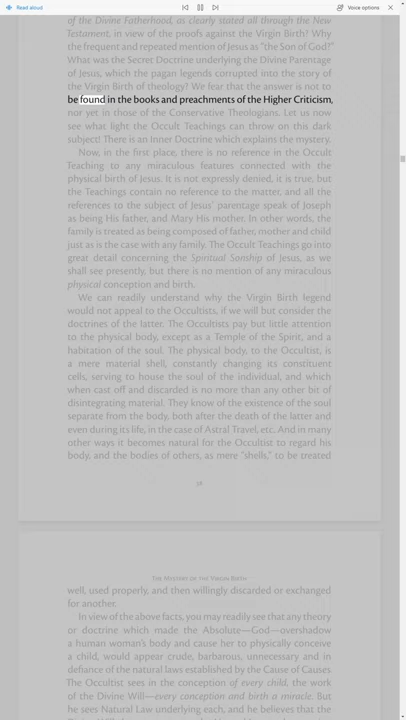 Read aloud
Voice options
of the Divine Fatherhood, as clearly stated all through the New
Testament, in view of the proofs against the Virgin Birth? Why
the frequent and repeated mention of Jesus as "the Son of God?"
What was the Secret Doctrine underlying the Divine Parentage
of Jesus, which the pagan legends corrupted into the story of
the Virgin Birth of theology? We fear that the answer is not to
be found in the books and preachments of the Higher Criticism,
nor yet in those of the Conservative Theologians. Let us now
see what light the Occult Teachings can throw on this dark
subject! There is an Inner Doctrine which explains the mystery.
Now, in the first place, there is no reference in the Occult
Teaching to any miraculous features connected with the
physical birth of Jesus. It is not expressly denied, it is true, but
the Teachings contain no reference to the matter, and all the
references to the subject of Jesus' parentage speak of Joseph
as being His father, and Mary His mother. In other words, the
family is treated as being composed of father, mother and child
just as is the case with any family. The Occult Teachings go into
great detail concerning the Spiritual Sonship of Jesus, as we
shall see presently, but there is no mention of any miraculous
physical conception and birth.
We can readily understand why the Virgin Birth legend
would not appeal to the Occultists, if we will but consider the
doctrines of the latter. The Occultists pay but little attention
to the physical body, except as a Temple of the Spirit, and a
habitation of the soul. The physical body, to the Occultist, is
a mere material shell, constantly changing its constituent
cells, serving to house the soul of the individual, and which
when cast off and discarded is no more than any other bit of
disintegrating material. They know of the existence of the soul
separate from the body, both after the death of the latter and
even during its life, in the case of Astral Travel, etc. And in many
other ways it becomes natural for the Occultist to regard his
body, and the bodies of others, as mere "shells," to be treated
The Mystery of the Virgin Birth
well, used properly, and then willingly discarded or exchanged
for another.
In view of the above facts, you may readily see that any theory
or doctrine which made the Absolute—God—overshadow
a human woman's body and cause her to physically conceive
a child, would appear crude, barbarous, unnecessary and in
defiance of the natural laws established by the Cause of Causes.
The Occultist sees in the conception of every child, the work
of the Divine Will—every conception and birth a miracle. But
he sees Natural Law underlying each, and he believes that the